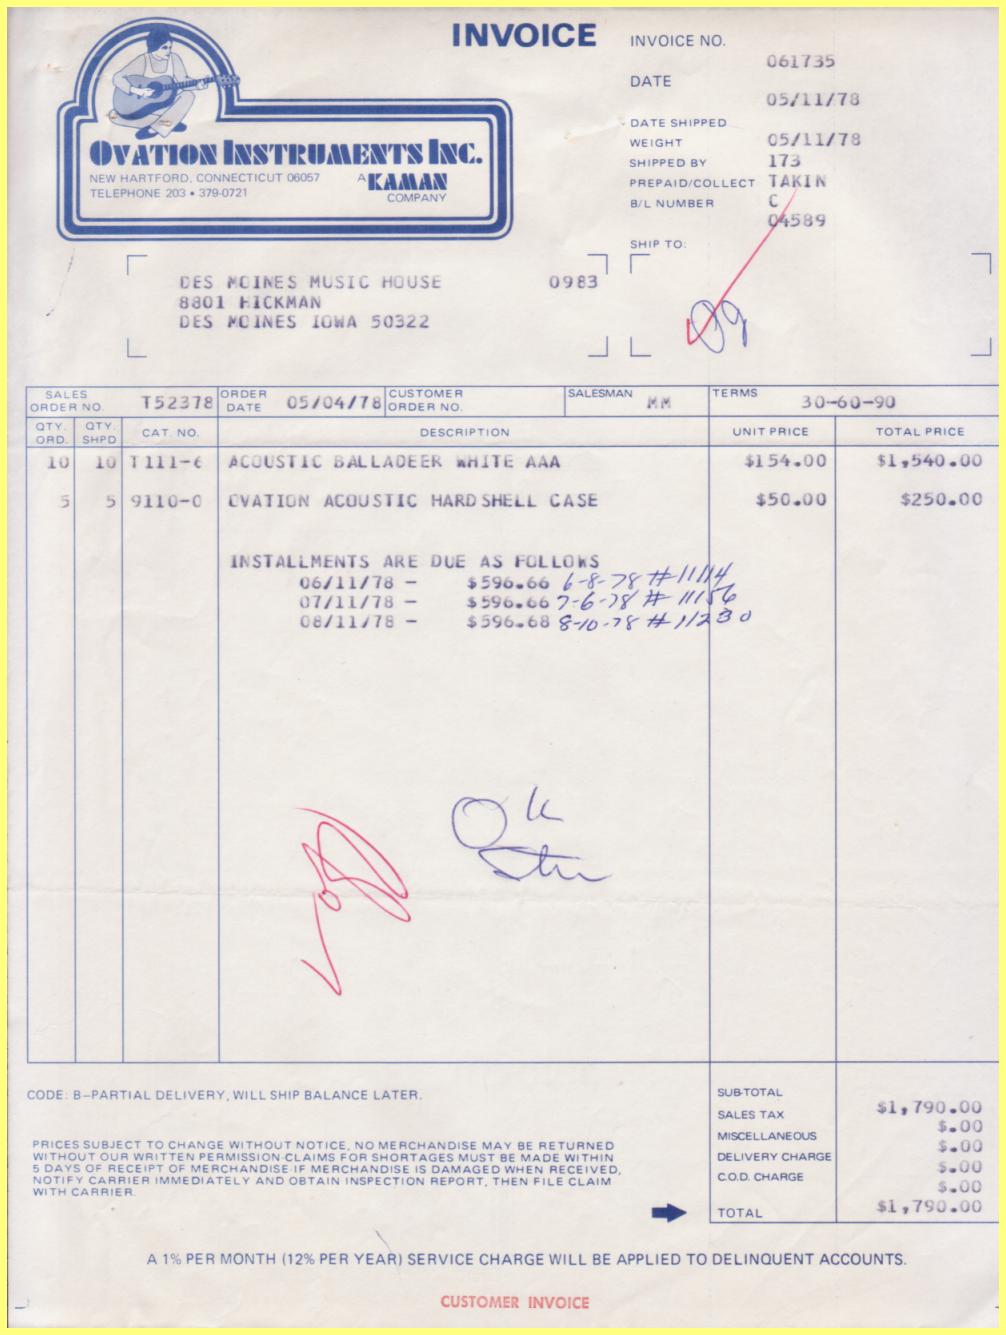 INVOICE
INVOICE NO.
061735
DATE
05/11/78
DATE SHIPPED
WEIGHT 05/11/78
SHIPPED BY 173
PREPAID/COLLECT TAKIN
B/L NUMBER C
04589
SHIP TO:
OVATION INSTRUMENTS INC.
NEW HARTFORD, CONNECTICUT 06057
TELEPHONE 203 • 379-0721
A KAMAN
COMPANY
DES MOINES MUSIC HOUSE 0983
8801 HICKMAN
DES MOINES IOWA 50322
SALES ORDER NO. T52378 ORDER DATE 05/04/78 CUSTOMER ORDER NO. SALESMAN MM TERMS 30-60-90
QTY. ORD. QTY. SHPD CAT. NO. DESCRIPTION UNIT PRICE TOTAL PRICE
10 10 T111-6 ACOUSTIC BALLADEER WHITE AAA $154.00 $1,540.00
5 5 9110-0 OVATION ACOUSTIC HARDSHELL CASE $50.00 $250.00
INSTALLMENTS ARE DUE AS FOLLOWS
06/11/78 - $596.66 6-8-78 #11114
07/11/78 - $596.66 7-6-78 # 11156
08/11/78 - $596.68 8-10-78 # 11230
Ok
CODE: B-PARTIAL DELIVERY, WILL SHIP BALANCE LATER.
PRICES SUBJECT TO CHANGE WITHOUT NOTICE, NO MERCHANDISE MAY BE RETURNED
WITHOUT OUR WRITTEN PERMISSION-CLAIMS FOR SHORTAGES MUST BE MADE WITHIN
5 DAYS OF RECEIPT OF MERCHANDISE-IF MERCHANDISE IS DAMAGED WHEN RECEIVED,
NOTIFY CARRIER IMMEDIATELY AND OBTAIN INSPECTION REPORT, THEN FILE CLAIM
WITH CARRIER.
SUB-TOTAL $1,790.00
SALES TAX $.00
MISCELLANEOUS $.00
DELIVERY CHARGE $.00
C.O.D. CHARGE $.00
TOTAL $1,790.00
A 1% PER MONTH (12% PER YEAR) SERVICE CHARGE WILL BE APPLIED TO DELINQUENT ACCOUNTS.
CUSTOMER INVOICE